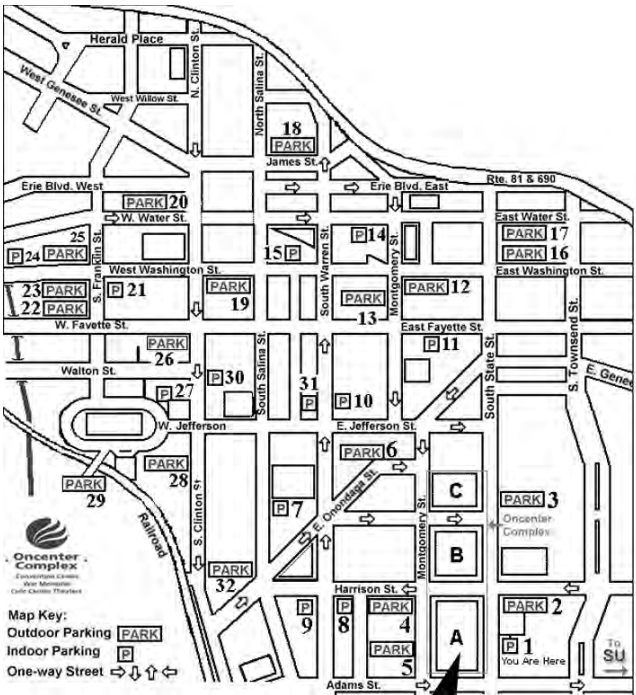 Herald Place
N. Clinton St.
West Genesee St.
West Willow St.
North Salina St.
18
PARK
James St.
Rte. 81 & 690
Erie Blvd. West
Erie Blvd. East
PARK 20
W. Water St.
East Water St.
PARK 17
PARK 16
25
P 24 PARK
S. Franklin St.
15 P
South Warren St.
P 14
Montgomery St.
West Washington St.
East Washington St.
23 PARK
22 PARK
P 21
PARK
19
PARK
13
PARK 12
W. Favette St.
East Fayette St.
PARK
26
P 11
South State St.
S. Townsend St.
Walton St.
E. Genes
P 30
South Salina St.
31
P
P 27
P 10
W. Jefferson
E. Jefferson St.
PARK 6
PARK
28
PARK
29
S. Clinton St.
P 7
E. Onondaga St.
Montgomery St.
C
PARK 3
Oncenter
Complex
B
Railroad
Oncenter
Complex
Convention Center
War Memorial
Civic Center Theaters
PARK
32
Harrison St.
P
9
P
8
PARK
4
PARK
5
A
PARK 2
P 1
You Are Here
To
SU
Map Key:
Outdoor Parking PARK
Indoor Parking P
One-way Street
Adams St.